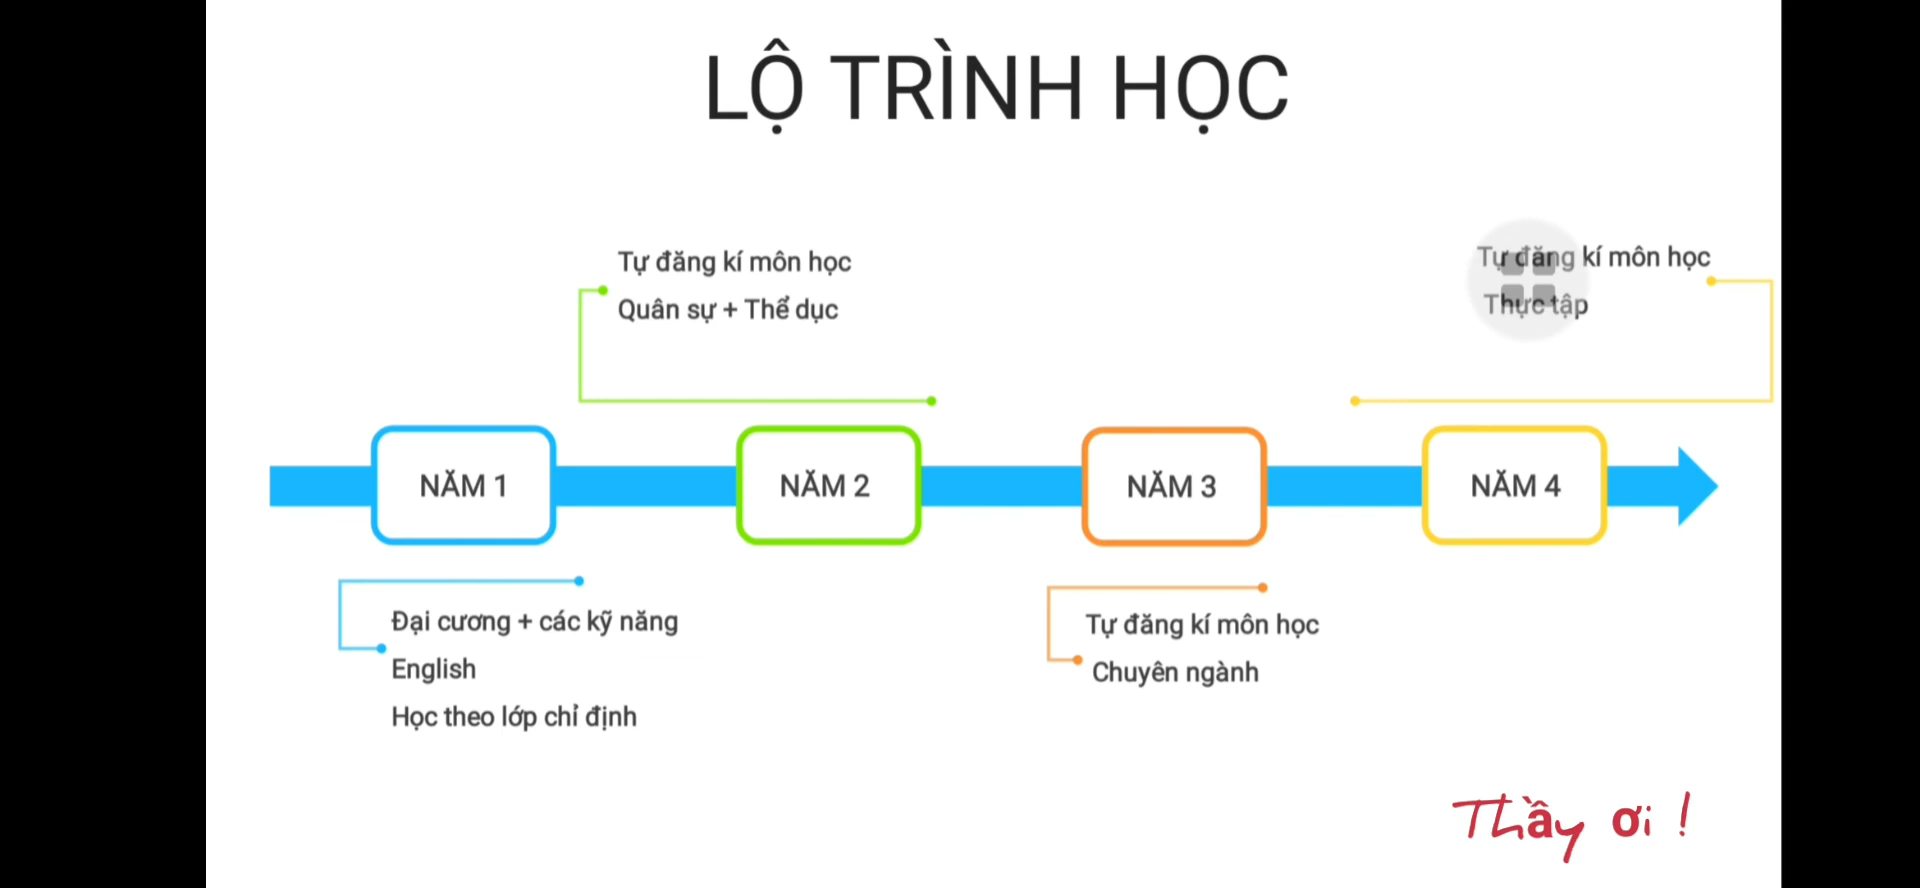 LỘ TRÌNH HỌC
Tự đăng kí môn học
Quân sự + Thể dục
Tự đăng kí môn học
Thực tập
NĂM 1
NĂM 2
NĂM 3
NĂM 4
Đại cương + các kỹ năng
English
Học theo lớp chỉ định
Tự đăng kí môn học
Chuyên ngành
Thầy ơi !